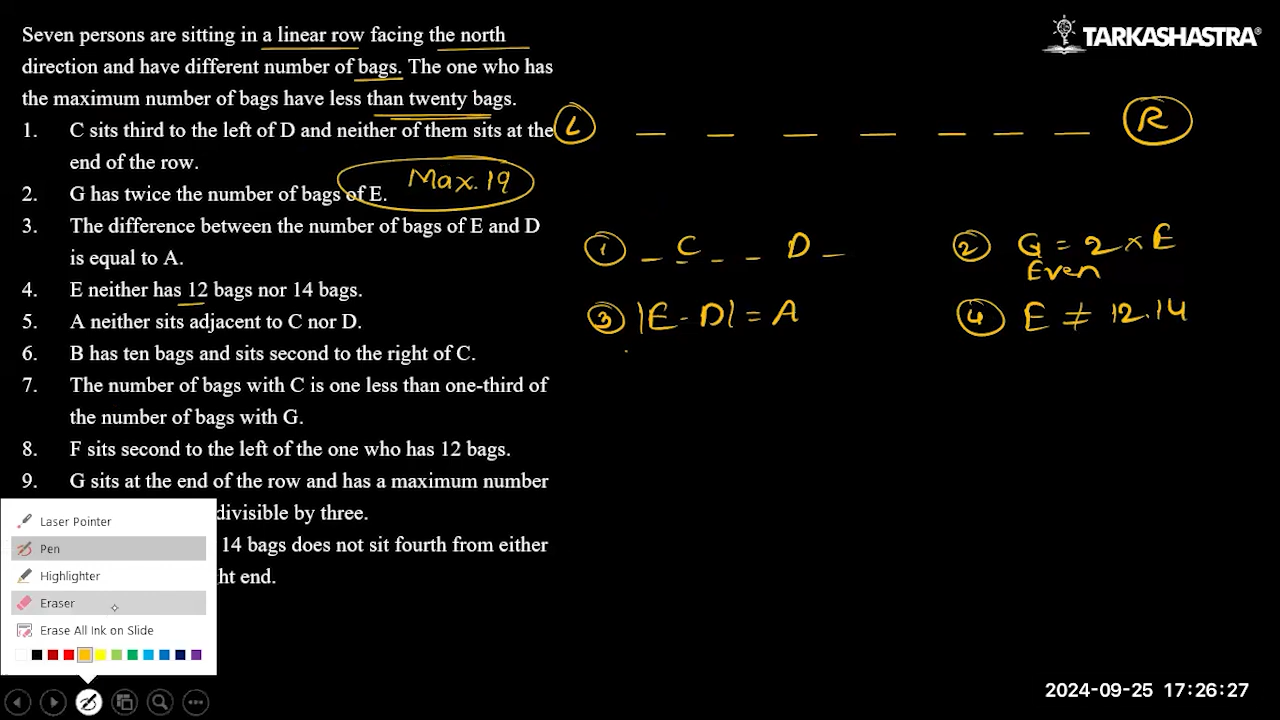 Seven persons are sitting in a linear row facing the north
direction and have different number of bags. The one who has
the maximum number of bags have less than twenty bags.
1. C sits third to the left of D and neither of them sits at the
end of the row.
2. G has twice the number of bags of E.
3. The difference between the number of bags of E and D
is equal to A.
4. E neither has 12 bags nor 14 bags.
5. A neither sits adjacent to C nor D.
6. B has ten bags and sits second to the right of C.
7. The number of bags with C is one less than one-third of
the number of bags with G.
8. F sits second to the left of the one who has 12 bags.
9. G sits at the end of the row and has a maximum number
divisible by three.
14 bags does not sit fourth from either
ht end.
TARKASHASTRA®
L _ _ _ _ _ _ _ R
Max. 19
① _ C _ _ D _
② G = 2 × E
Even
③ |E - D| = A
④ E ≠ 12.14
Laser Pointer
Pen
Highlighter
Eraser
Erase All Ink on Slide
2024-09-25 17:26:27